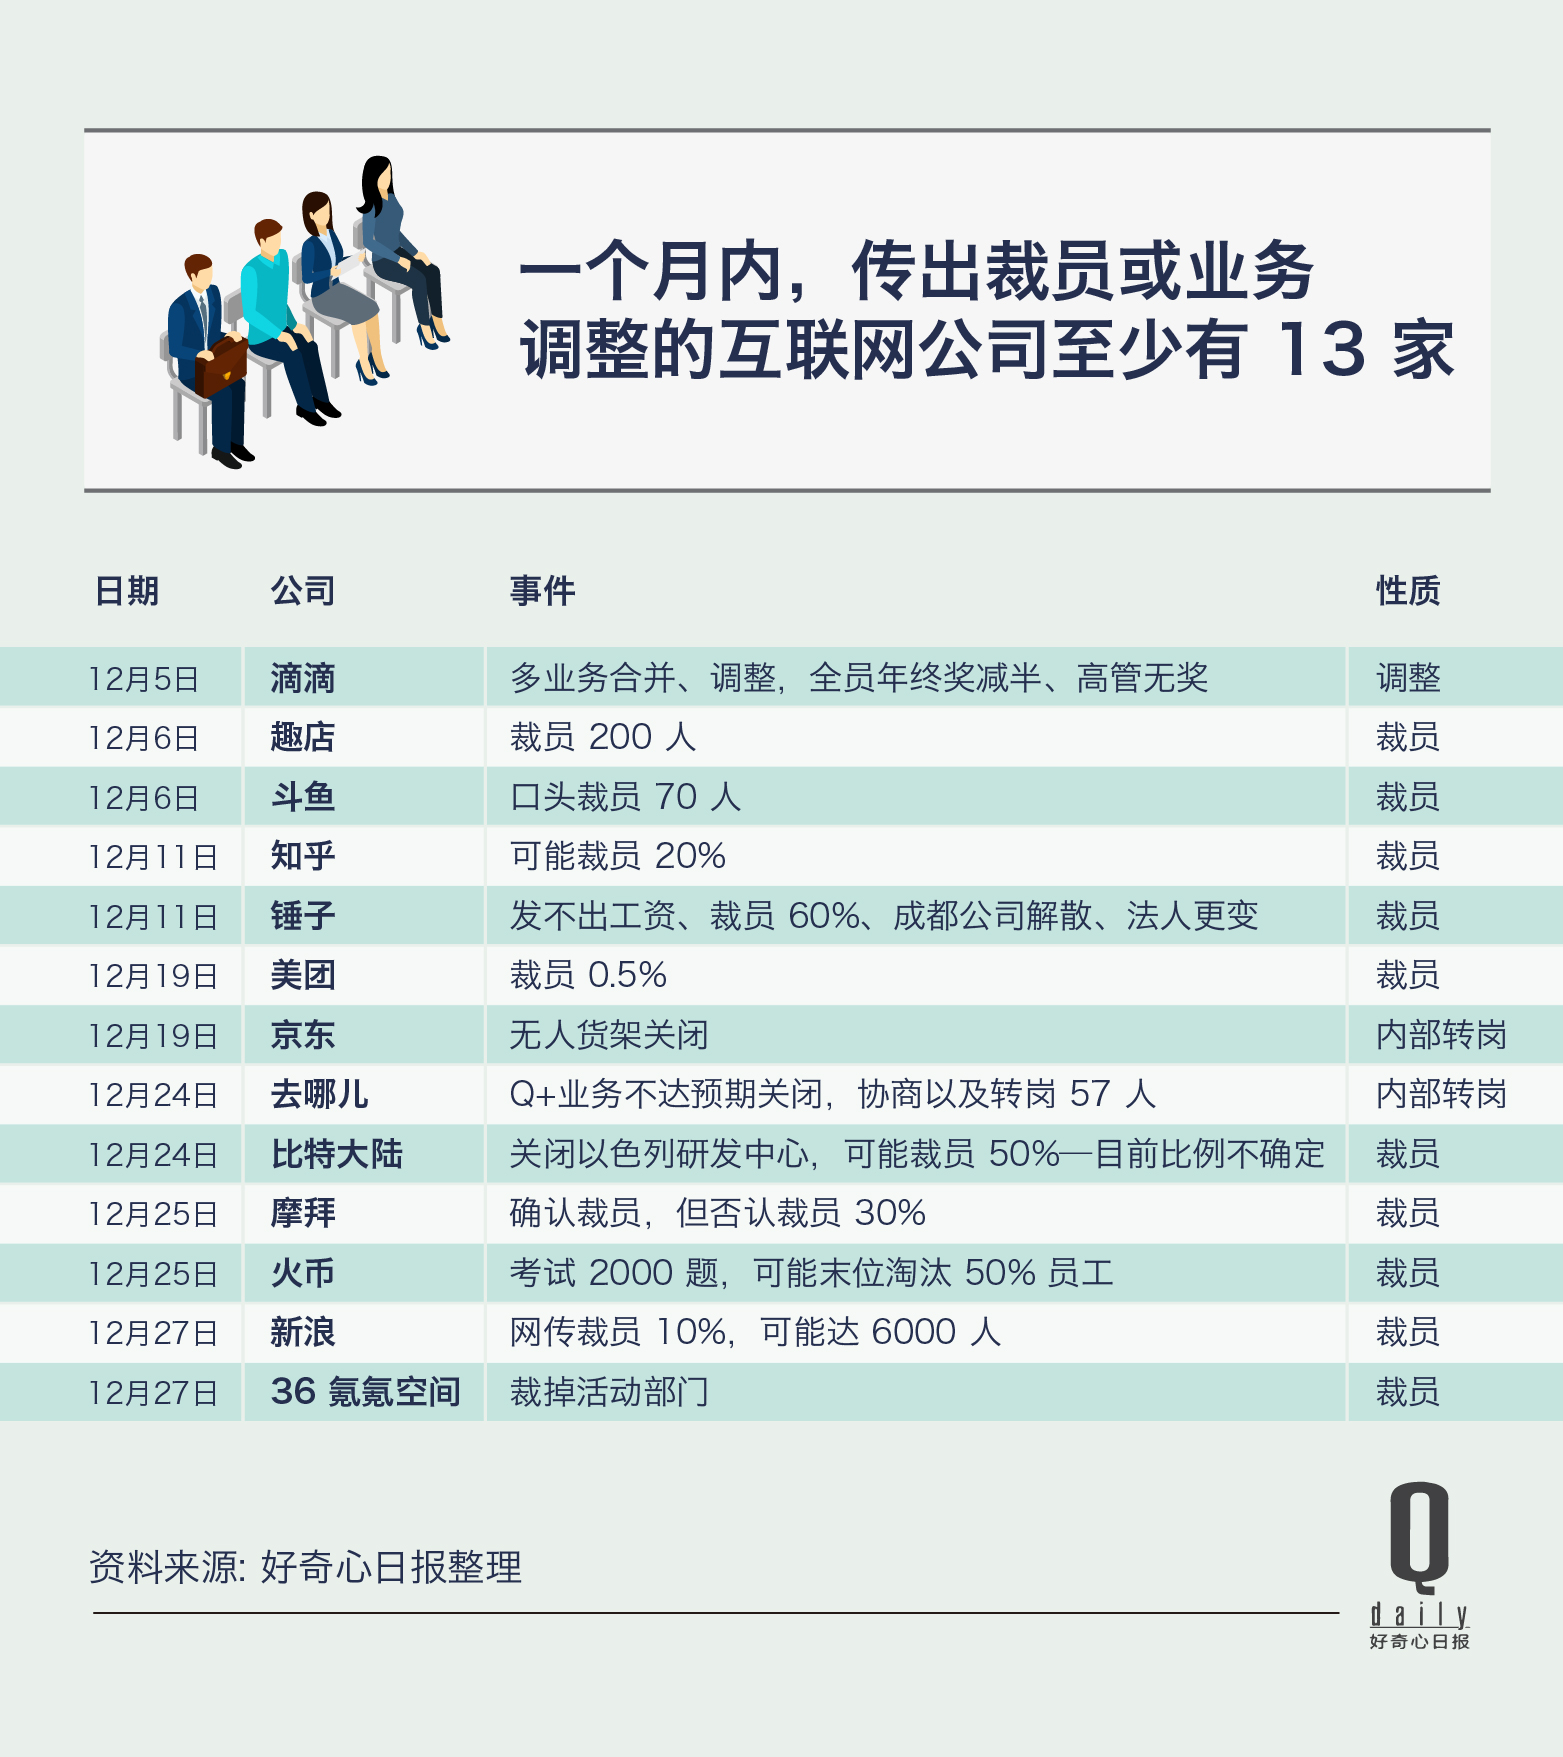 一个月内，传出裁员或业务
调整的互联网公司至少有 13 家
日期 公司 事件 性质
12月5日 滴滴 多业务合并、调整，全员年终奖减半、高管无奖 调整
12月6日 趣店 裁员 200 人 裁员
12月6日 斗鱼 口头裁员 70 人 裁员
12月11日 知乎 可能裁员 20% 裁员
12月11日 锤子 发不出工资、裁员 60%、成都公司解散、法人更变 裁员
12月19日 美团 裁员 0.5% 裁员
12月19日 京东 无人货架关闭 内部转岗
12月24日 去哪儿 Q+业务不达预期关闭，协商以及转岗 57 人 内部转岗
12月24日 比特大陆 关闭以色列研发中心，可能裁员 50%—目前比例不确定 裁员
12月25日 摩拜 确认裁员，但否认裁员 30% 裁员
12月25日 火币 考试 2000 题，可能末位淘汰 50% 员工 裁员
12月27日 新浪 网传裁员 10%，可能达 6000 人 裁员
12月27日 36 氪氪空间 裁掉活动部门 裁员
资料来源: 好奇心日报整理
Q
daily
好奇心日报